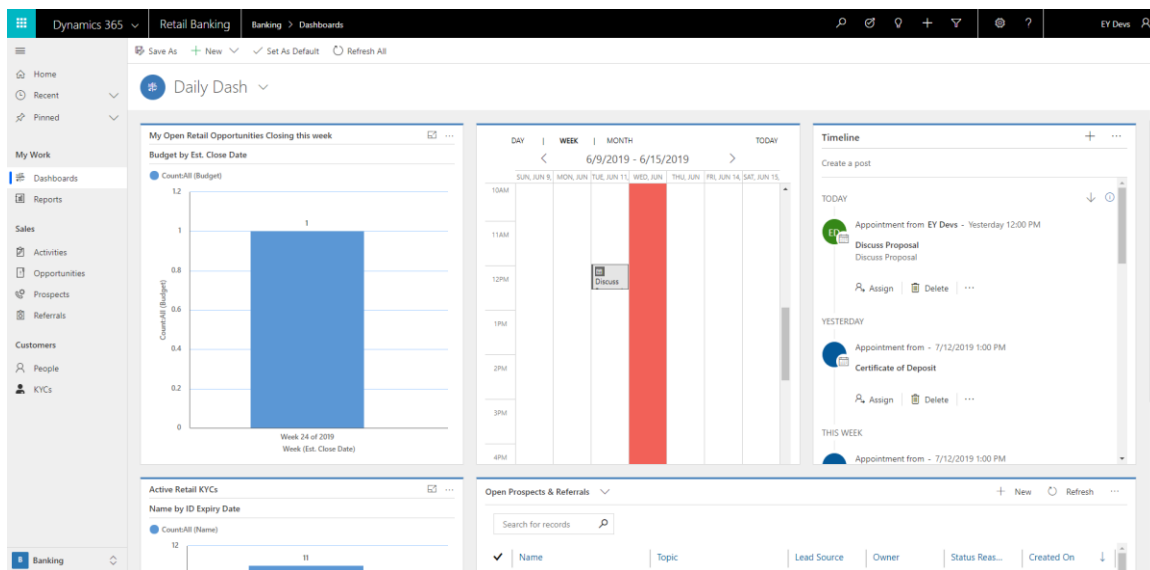 Dynamics 365
Retail Banking
Banking > Dashboards
EY Devs
Save As
New
Set As Default
Refresh All
Home
Recent
Pinned
My Work
Dashboards
Reports
Sales
Activities
Opportunities
Prospects
Referrals
Customers
People
KYCs
B Banking
Daily Dash
My Open Retail Opportunities Closing this week
Budget by Est. Close Date
Count:All (Budget)
1.2
1
0.8
0.6
0.4
0.2
0
Count:All (Budget)
1
Week 24 of 2019
Week (Est. Close Date)
DAY | WEEK | MONTH TODAY
6/9/2019 - 6/15/2019
SUN, JUN 9, MON, JUN TUE, JUN 11, WED, JUN THU, JUN FRI, JUN 14, SAT, JUN 15,
10AM
11AM
12PM
Discuss
1PM
2PM
3PM
4PM
Timeline
Create a post
TODAY
ED
Appointment from EY Devs - Yesterday 12:00 PM
Discuss Proposal
Discuss Proposal
Assign Delete
YESTERDAY
Appointment from - 7/12/2019 1:00 PM
Certificate of Deposit
Assign Delete
THIS WEEK
Appointment from - 7/12/2019 1:00 PM
Active Retail KYCs
Name by ID Expiry Date
Count:All (Name)
12
11
Open Prospects & Referrals
New Refresh
Search for records
Name Topic Lead Source Owner Status Reas... Created On